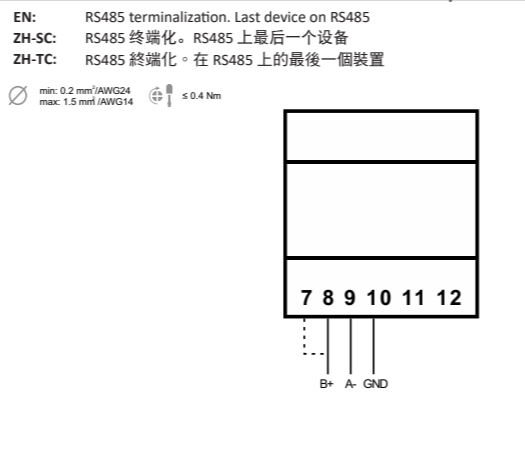 EN: RS485 terminalization. Last device on RS485
ZH-SC: RS485 终端化。RS485 上最后一个设备
ZH-TC: RS485 終端化。在 RS485 上的最後一個裝置
min: 0.2 mm²/AWG24
max: 1.5 mm²/AWG14
≤ 0.4 Nm
7 8 9 10 11 12
B+ A- GND